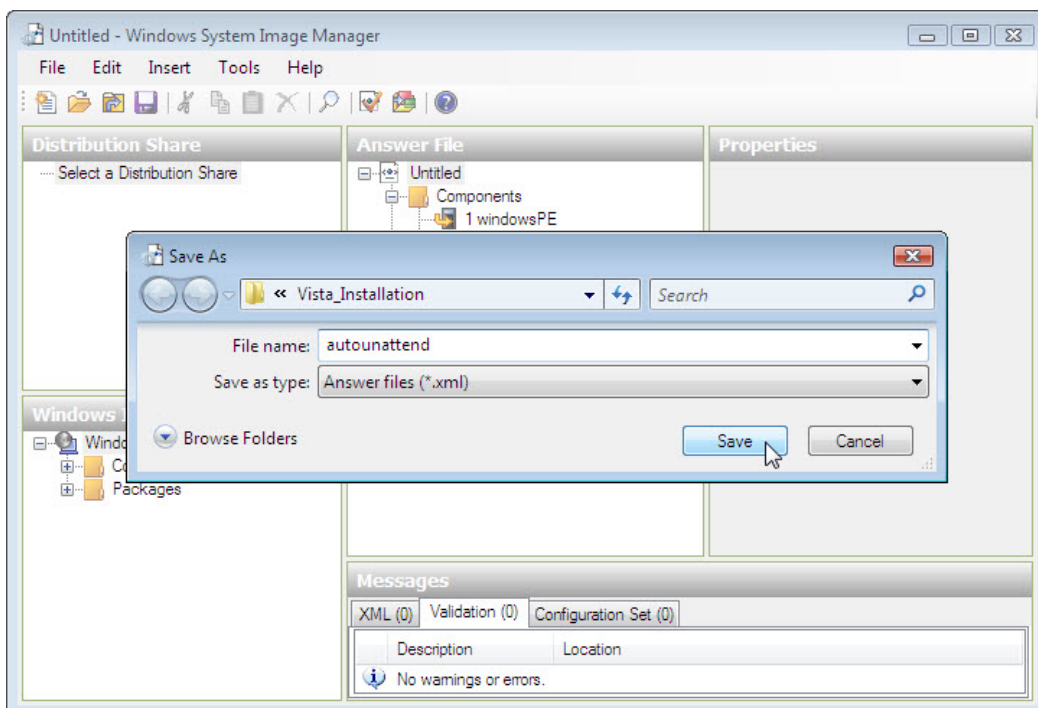 Untitled - Windows System Image Manager
File Edit Insert Tools Help
Distribution Share
Select a Distribution Share
Answer File
Untitled
Components
1 windowsPE
Properties
Save As
« Vista_Installation
Search
File name: autounattend
Save as type: Answer files (*.xml)
Browse Folders
Save
Cancel
Windows
Packages
Messages
XML (0) Validation (0) Configuration Set (0)
Description Location
No warnings or errors.